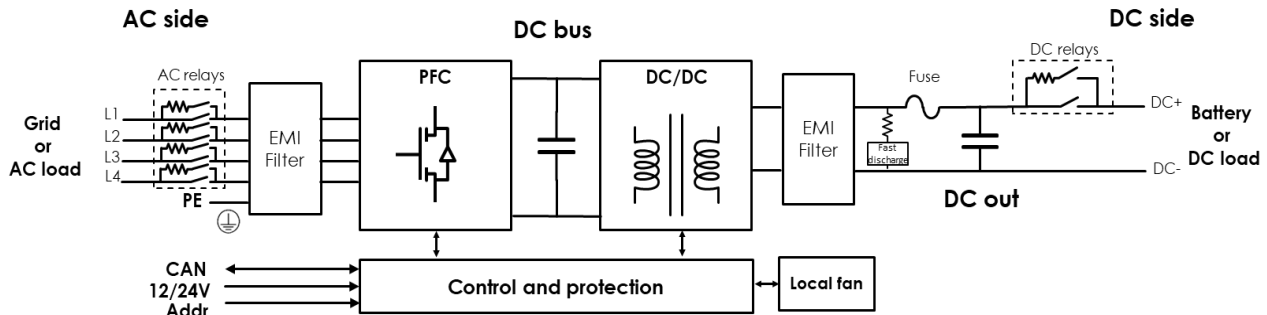 AC side
DC bus
DC side
AC relays
PFC
DC/DC
Fuse
DC relays
Grid
or
AC load
L1
L2
L3
L4
PE
EMI
Filter
EMI
Filter
Fast
discharge
DC+
DC-
Battery
or
DC load
DC out
CAN
12/24V
Addr
Control and protection
Local fan